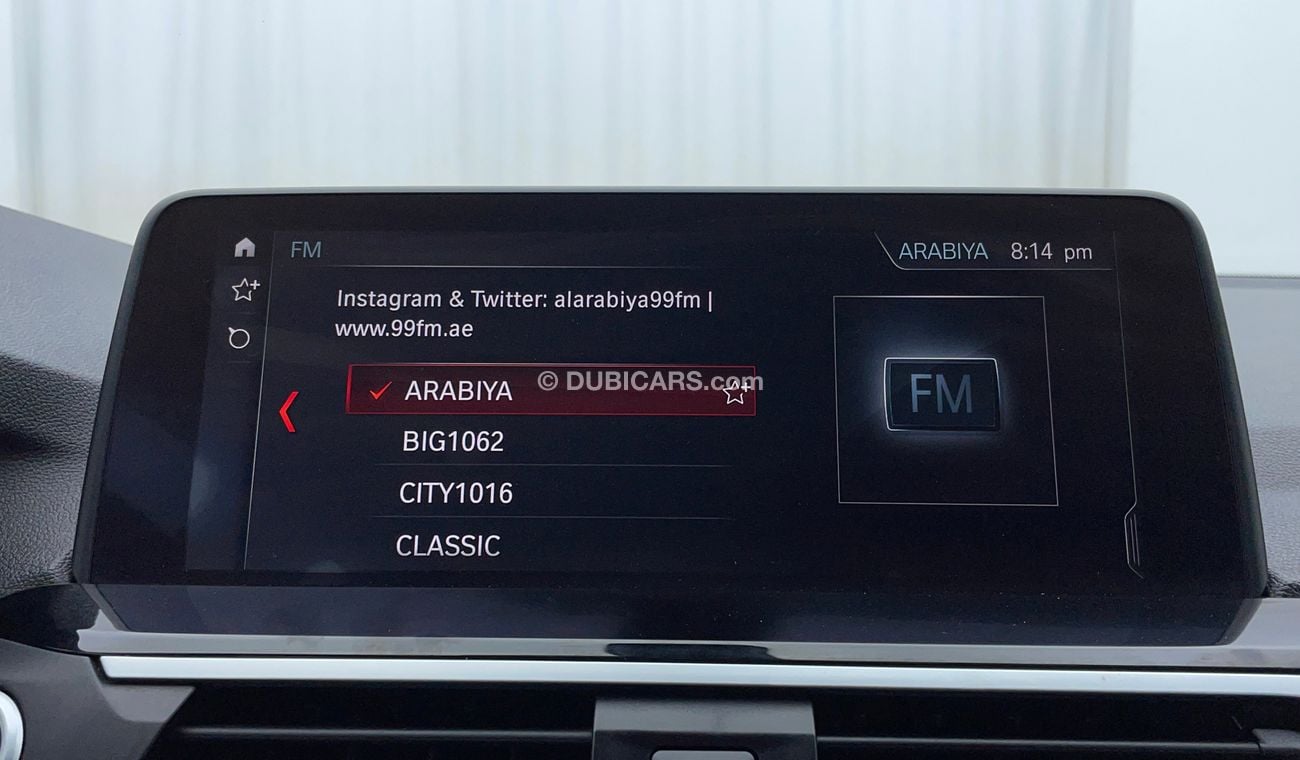 FM
ARABIYA 8:14 pm
Instagram & Twitter: alarabiya99fm |
www.99fm.ae
ARABIYA
© DUBICARS.com
FM
BIG1062
CITY1016
CLASSIC